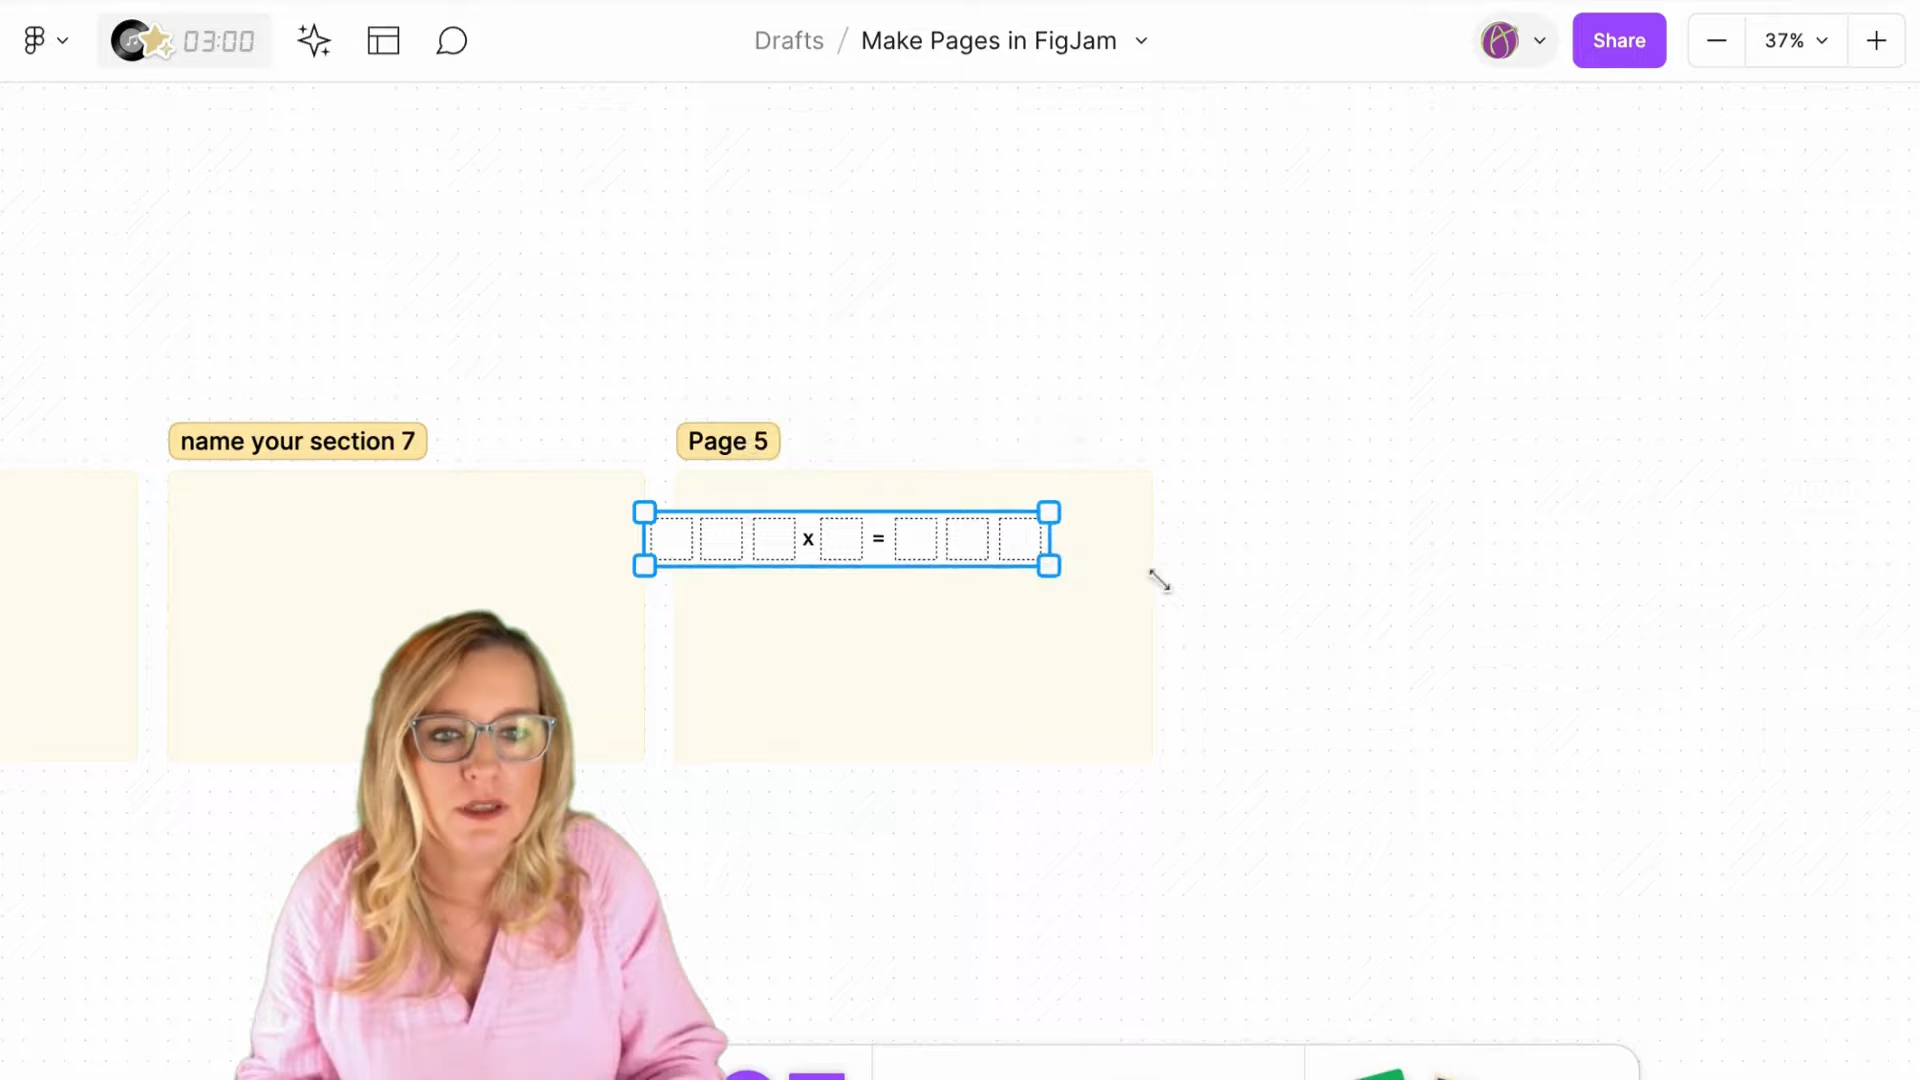 03:00
Drafts / Make Pages in FigJam
Share
37%
name your section 7
Page 5
x =